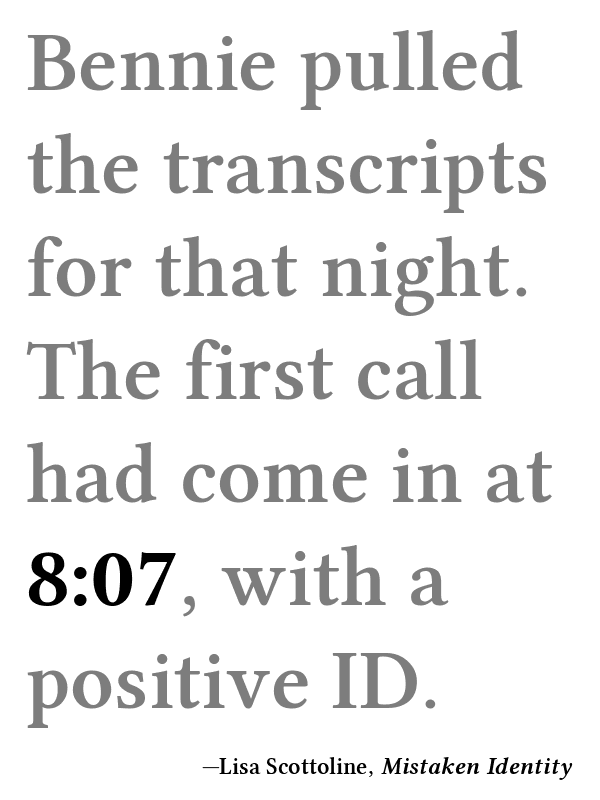 Bennie pulled
the transcripts
for that night.
The first call
had come in at
8:07, with a
positive ID.
—Lisa Scottoline, Mistaken Identity